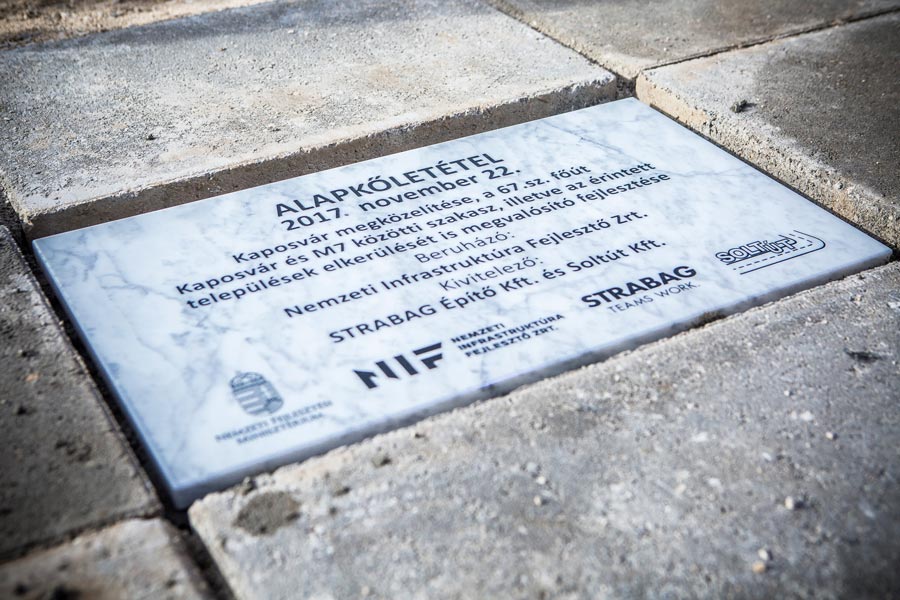 ALAPKŐLETÉTEL
2017. november 22.
Kaposvár megközelítése, a 67.sz. főút
Kaposvár és M7 közötti szakasz, illetve az érintett
települések elkerülését is megvalósító fejlesztése
Beruházó:
Nemzeti Infrastruktúra Fejlesztő Zrt.
Kivitelező:
STRABAG Építő Kft. és Soltút Kft.
NEMZETI FEJLESZTÉSI
MINISZTÉRIUM
NIF NEMZETI
INFRASTRUKTÚRA
FEJLESZTŐ ZRT.
STRABAG
TEAMS WORK.